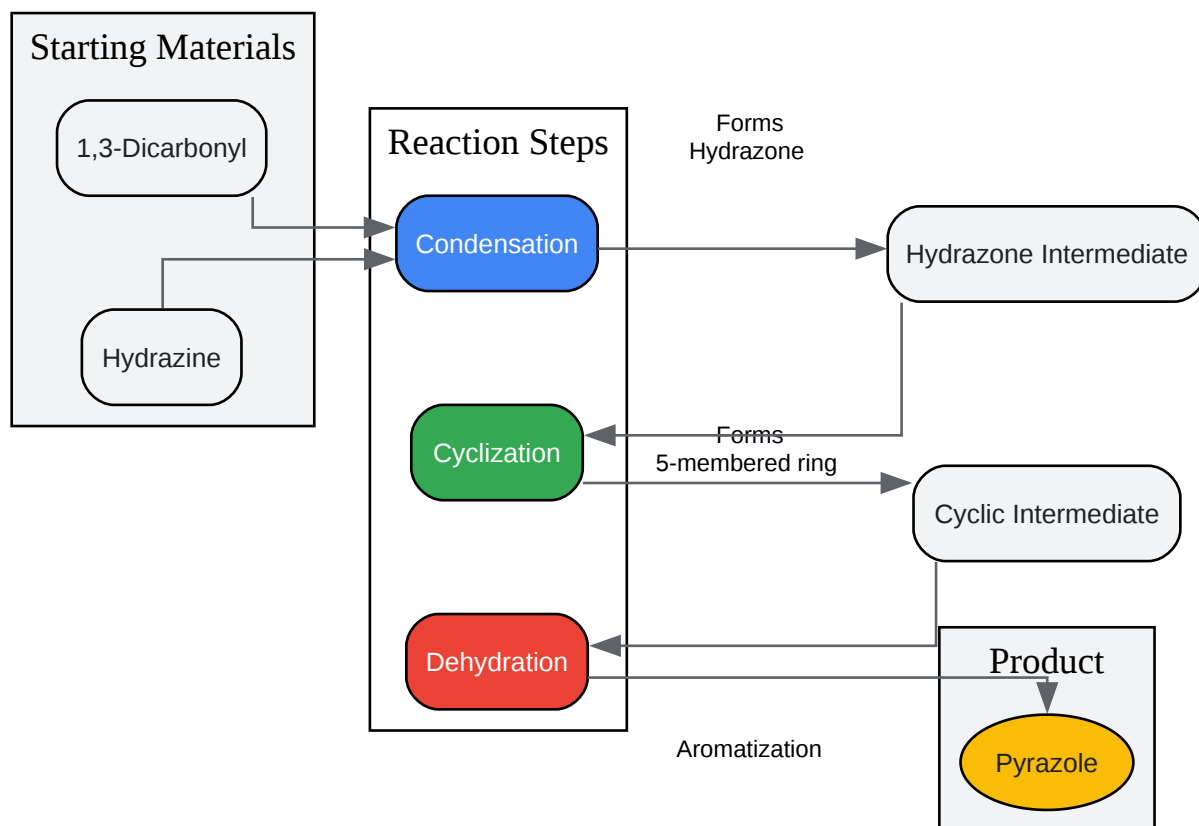 Starting Materials
1,3-Dicarbonyl
Hydrazine
Reaction Steps
Condensation
Forms
Hydrazone
Hydrazone Intermediate
Cyclization
Forms
5-membered ring
Cyclic Intermediate
Dehydration
Aromatization
Product
Pyrazole